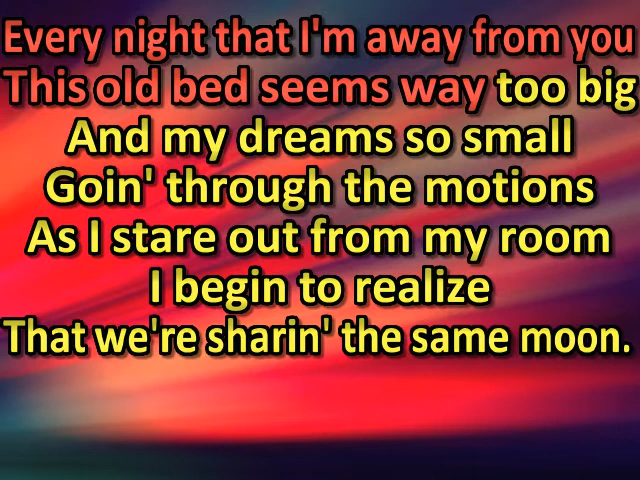 Every night that I'm away from you
This old bed seems way too big
And my dreams so small
Goin' through the motions
As I stare out from my room
I begin to realize
That we're sharin' the same moon.